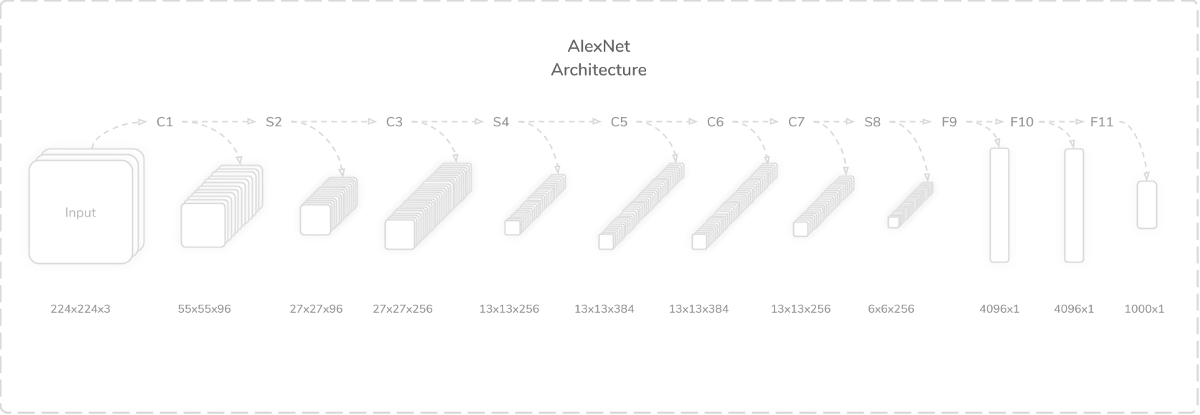 AlexNet
Architecture
C1 S2 C3 S4 C5 C6 C7 S8 F9 F10 F11
Input
224x224x3 55x55x96 27x27x96 27x27x256 13x13x256 13x13x384 13x13x384 13x13x256 6x6x256 4096x1 4096x1 1000x1